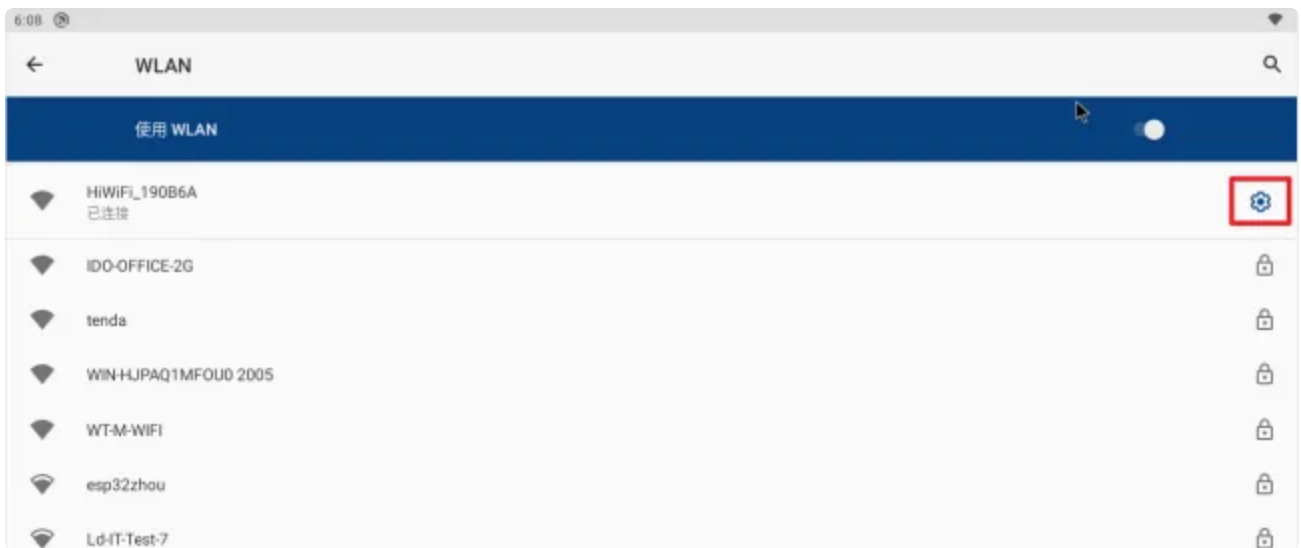 6:08
WLAN
使用 WLAN
HiWiFi_190B6A
已连接
IDO-OFFICE-2G
tenda
WIN-HJPAQ1MFOU0 2005
WT-M-WIFI
esp32zhou
Ld-IT-Test-7